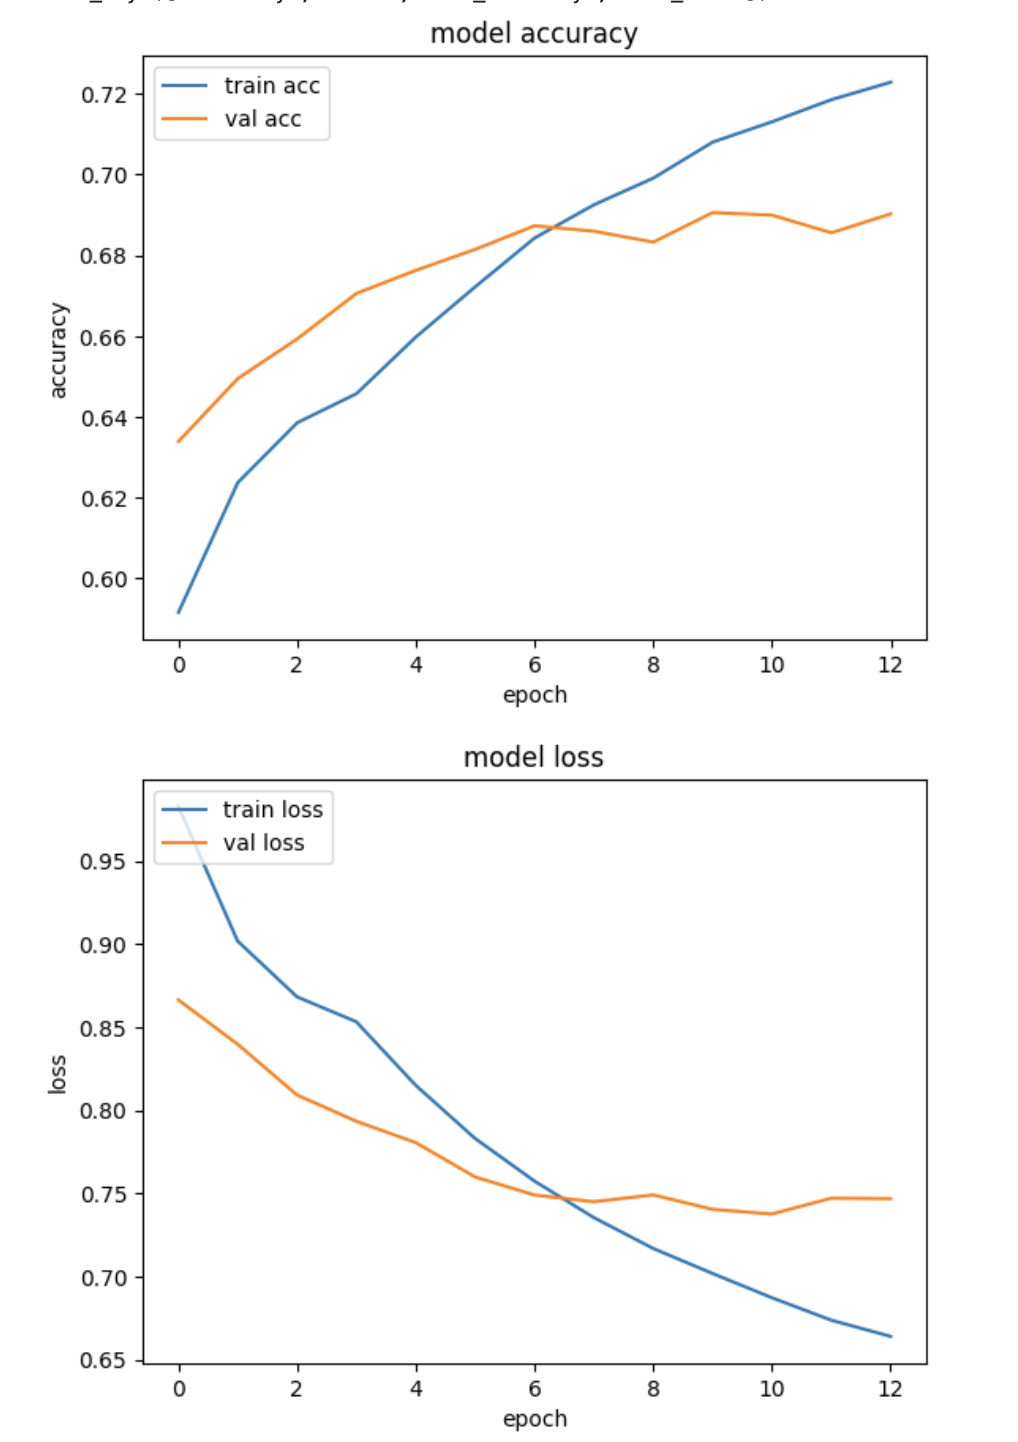 model accuracy
train acc
val acc
0.72
0.70
0.68
0.66
0.64
0.62
0.60
accuracy
0 2 4 6 8 10 12
epoch
model loss
train loss
val loss
0.95
0.90
0.85
0.80
0.75
0.70
0.65
loss
0 2 4 6 8 10 12
epoch